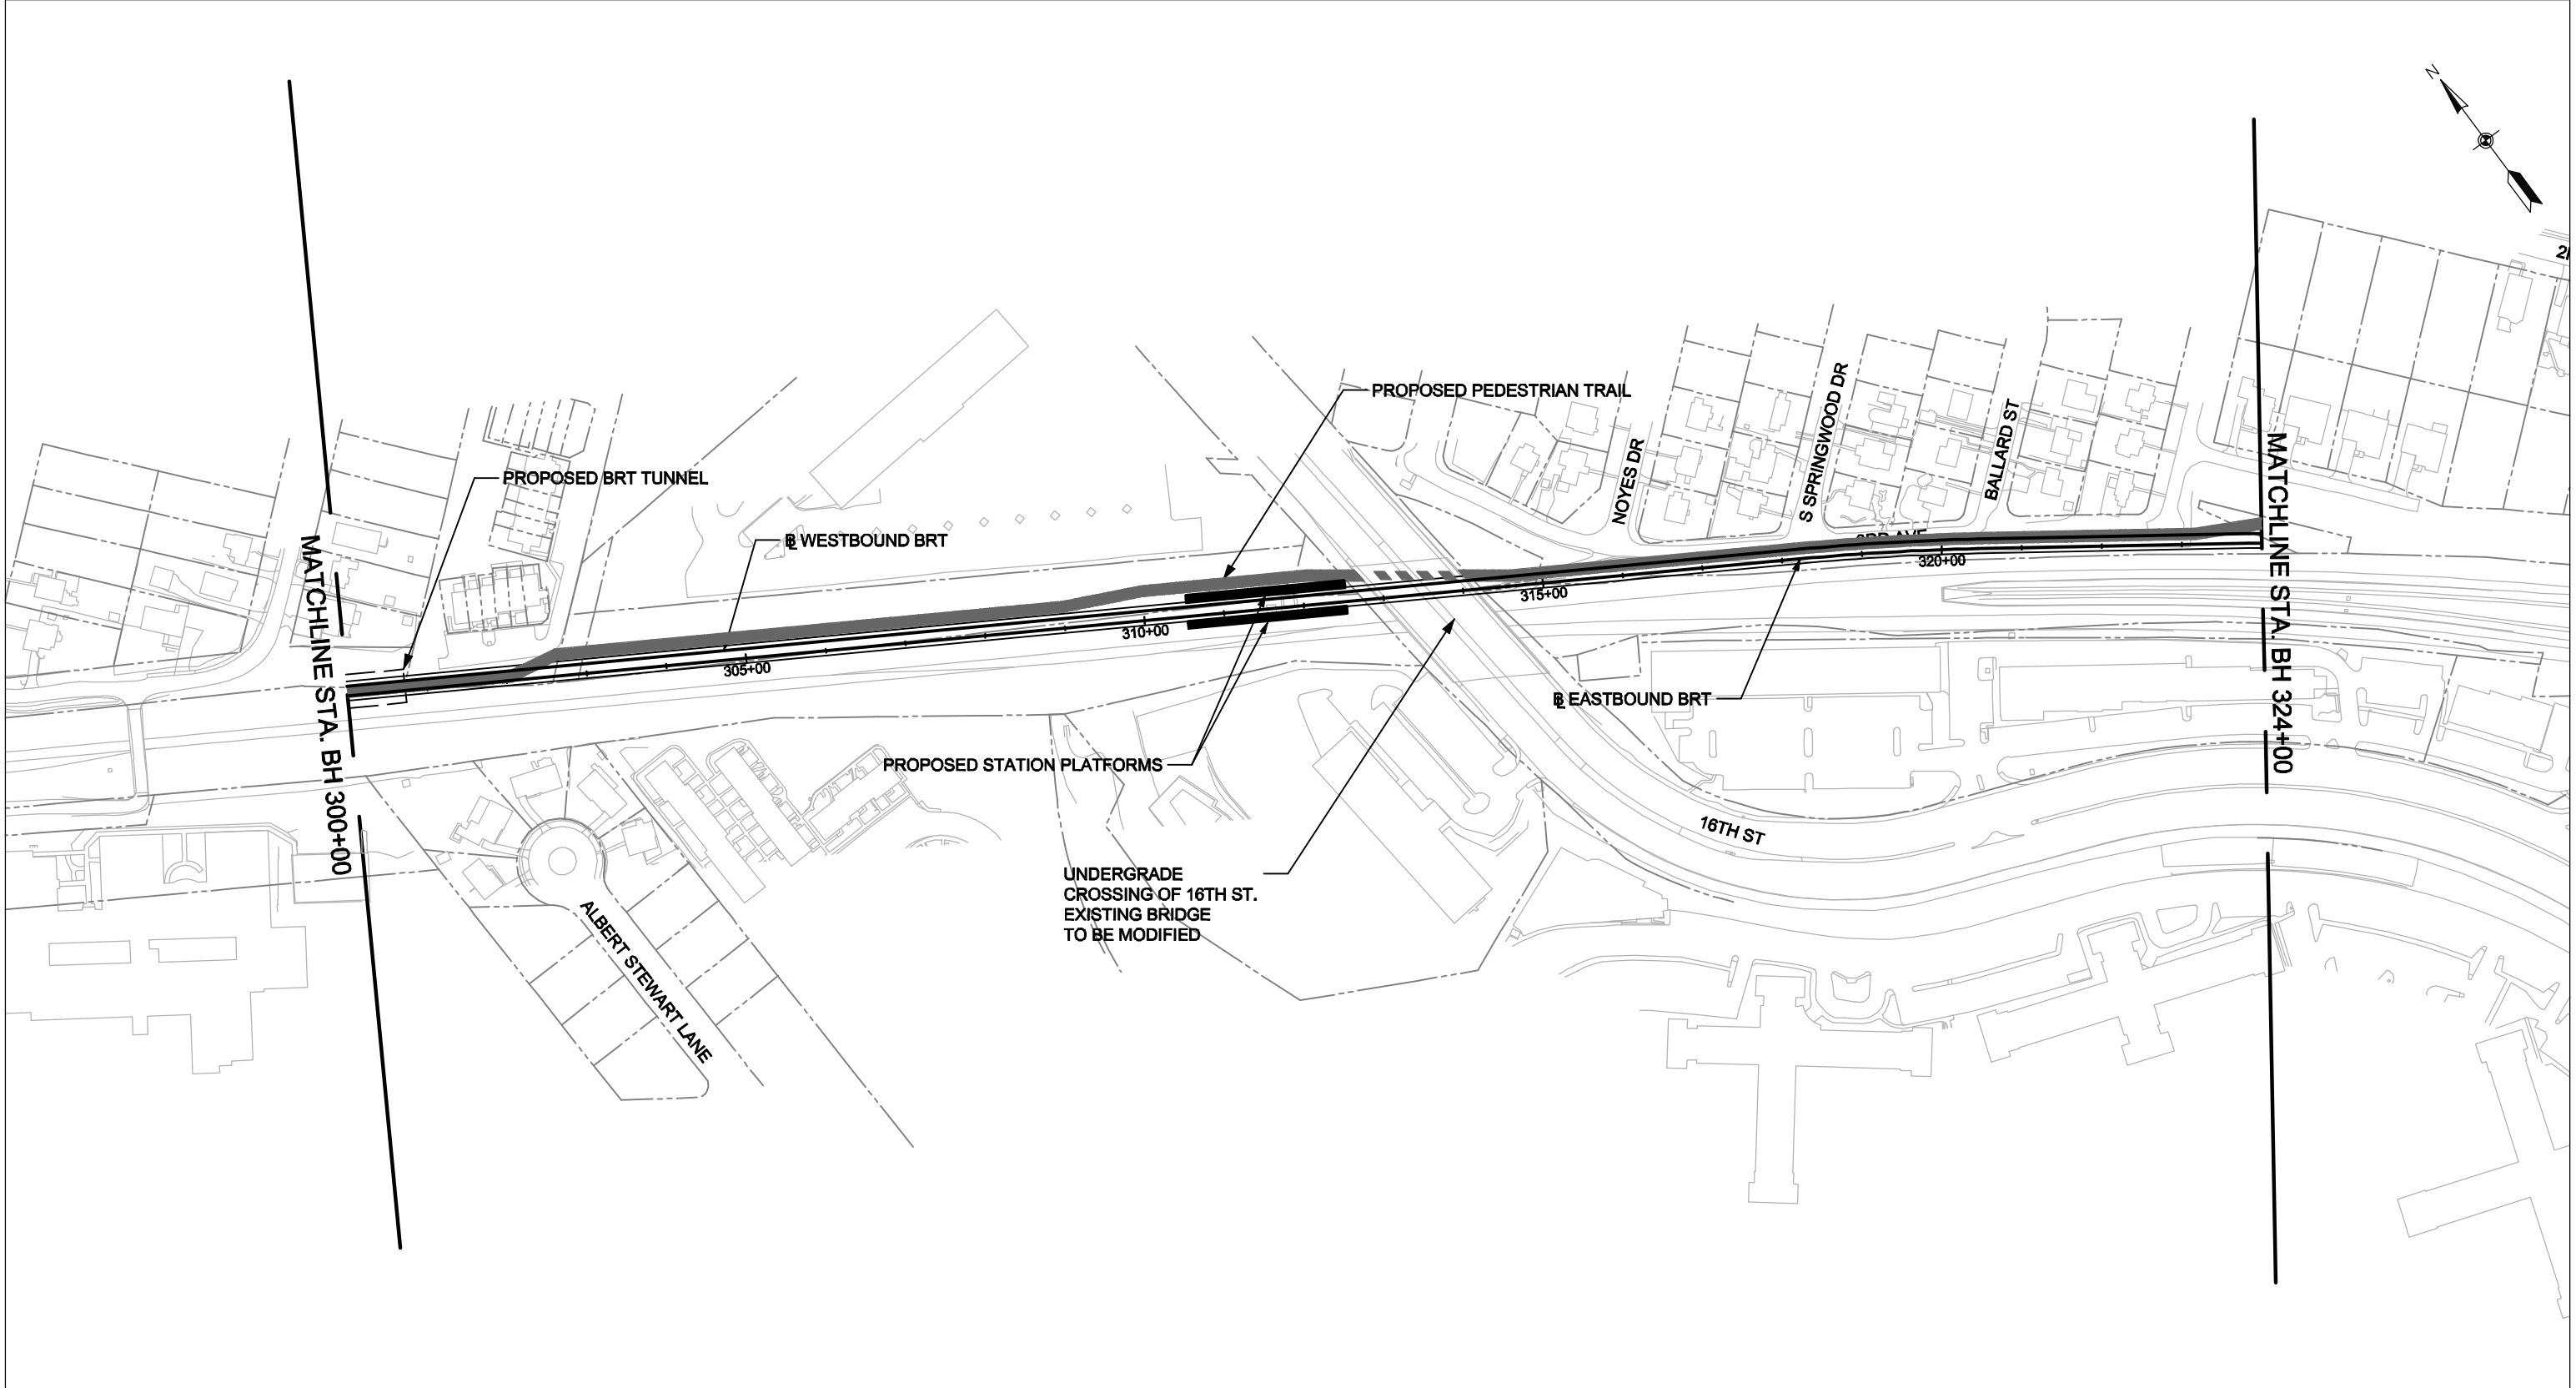 N
PROPOSED PEDESTRIAN TRAIL
PROPOSED BRT TUNNEL
NOYES DR
S SPRINGWOOD DR
BALLARD ST
MATCHLINE STA. BH 300+00
℄ WESTBOUND BRT
MATCHLINE STA. BH 324+00
320+00
315+00
310+00
305+00
℄ EASTBOUND BRT
PROPOSED STATION PLATFORMS
16TH ST
UNDERGRADE
CROSSING OF 16TH ST.
EXISTING BRIDGE
TO BE MODIFIED
ALBERT STEWART LANE